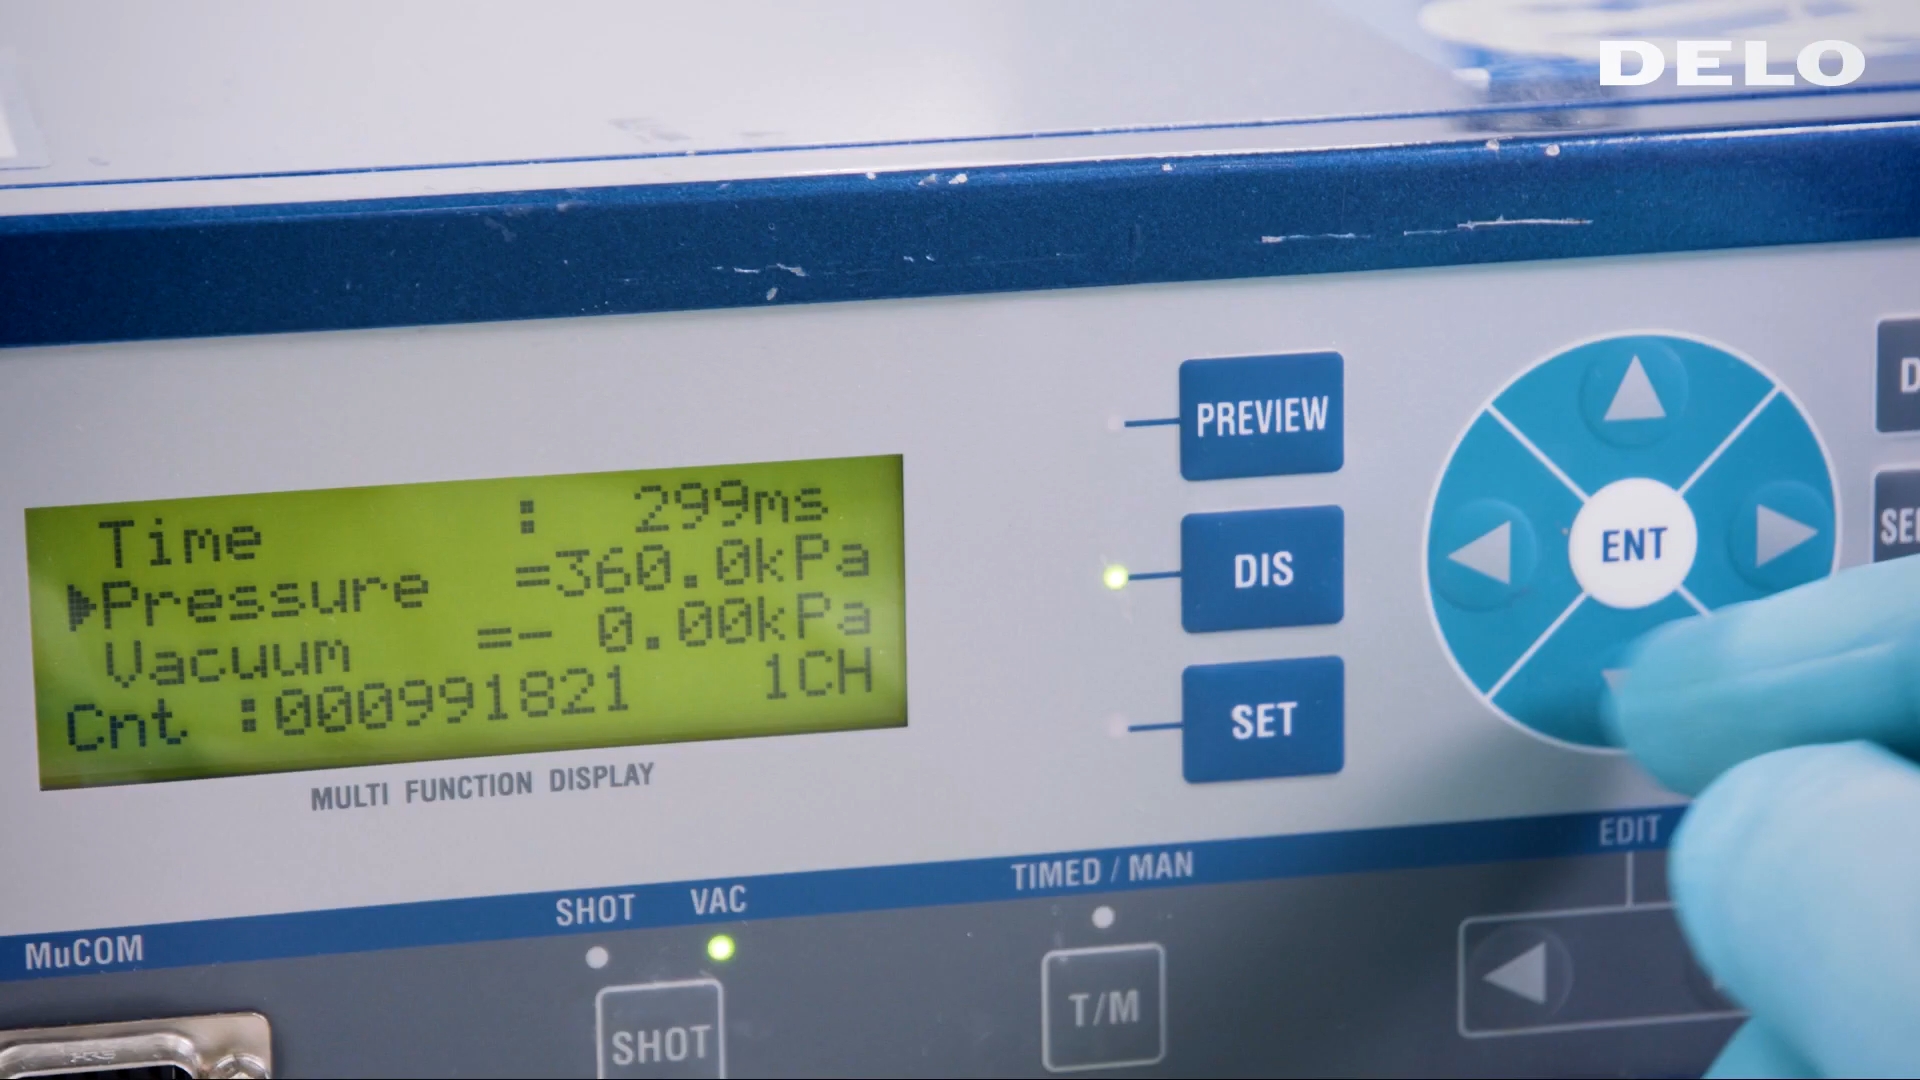 DELO
PREVIEW
D
Time : 299ms
Pressure =360.0kPa
Vacuum =- 0.00kPa
Cnt :000991821 1CH
DIS
ENT
SET
MULTI FUNCTION DISPLAY
EDIT
TIMED / MAN
SHOT VAC
MuCOM
T/M
SHOT